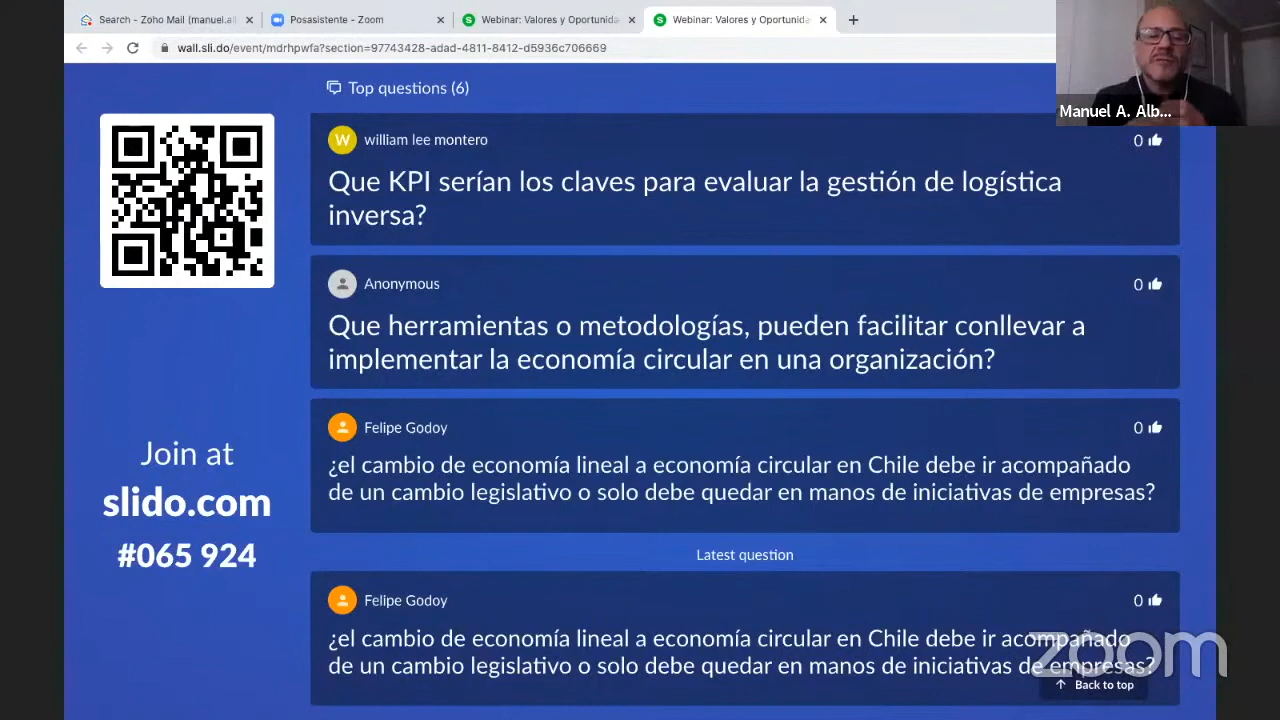 Search - Zoho Mail (manuel.al
Posasistente - Zoom
Webinar: Valores y Oportunida
Webinar: Valores y Oportunida
wall.sli.do/event/mdrhpwfa?section=97743428-adad-4811-8412-d5936c706669
Manuel A. Alb...
Top questions (6)
william lee montero
0
Que KPI serían los claves para evaluar la gestión de logística
inversa?
Anonymous
0
Que herramientas o metodologías, pueden facilitar conllevar a
implementar la economía circular en una organización?
Join at
slido.com
#065 924
Felipe Godoy
0
¿el cambio de economía lineal a economía circular en Chile debe ir acompañado
de un cambio legislativo o solo debe quedar en manos de iniciativas de empresas?
Latest question
Felipe Godoy
0
¿el cambio de economía lineal a economía circular en Chile debe ir acompañado
de un cambio legislativo o solo debe quedar en manos de iniciativas de empresas?
Back to top
zoom